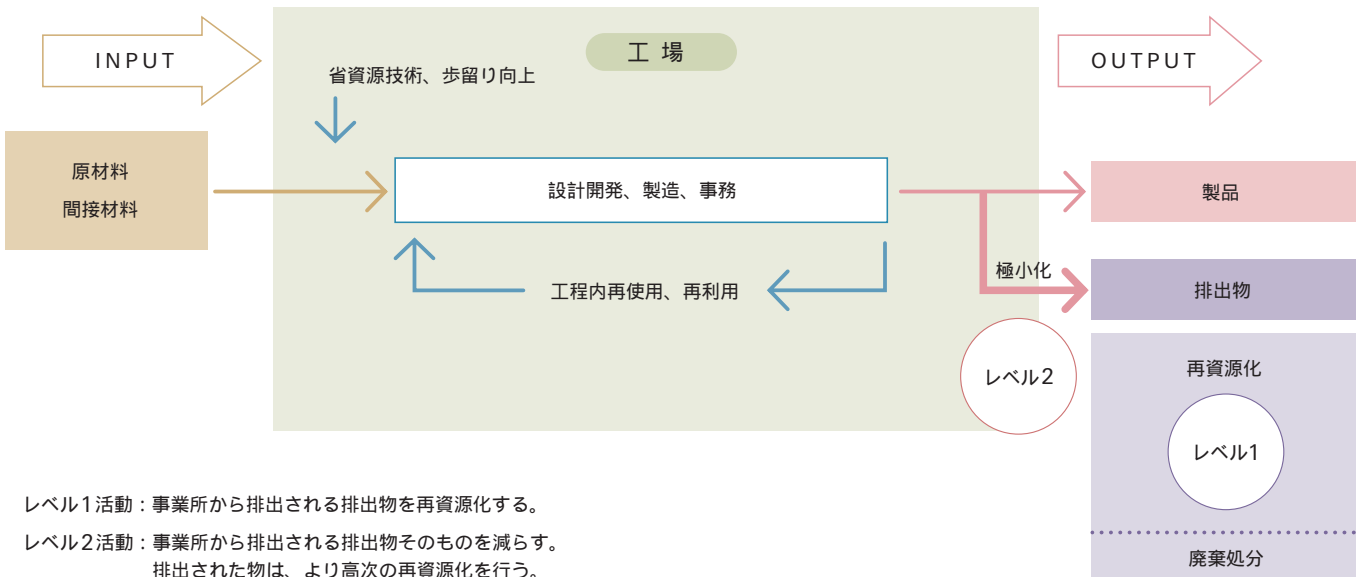 INPUT
工場
OUTPUT
省資源技術、歩留り向上
原材料
間接材料
設計開発、製造、事務
製品
極小化
工程内再使用、再利用
排出物
レベル2
再資源化
レベル1
廃棄処分
レベル1活動:事業所から排出される排出物を再資源化する。
レベル2活動:事業所から排出される排出物そのものを減らす。
排出された物は、より高次の再資源化を行う。